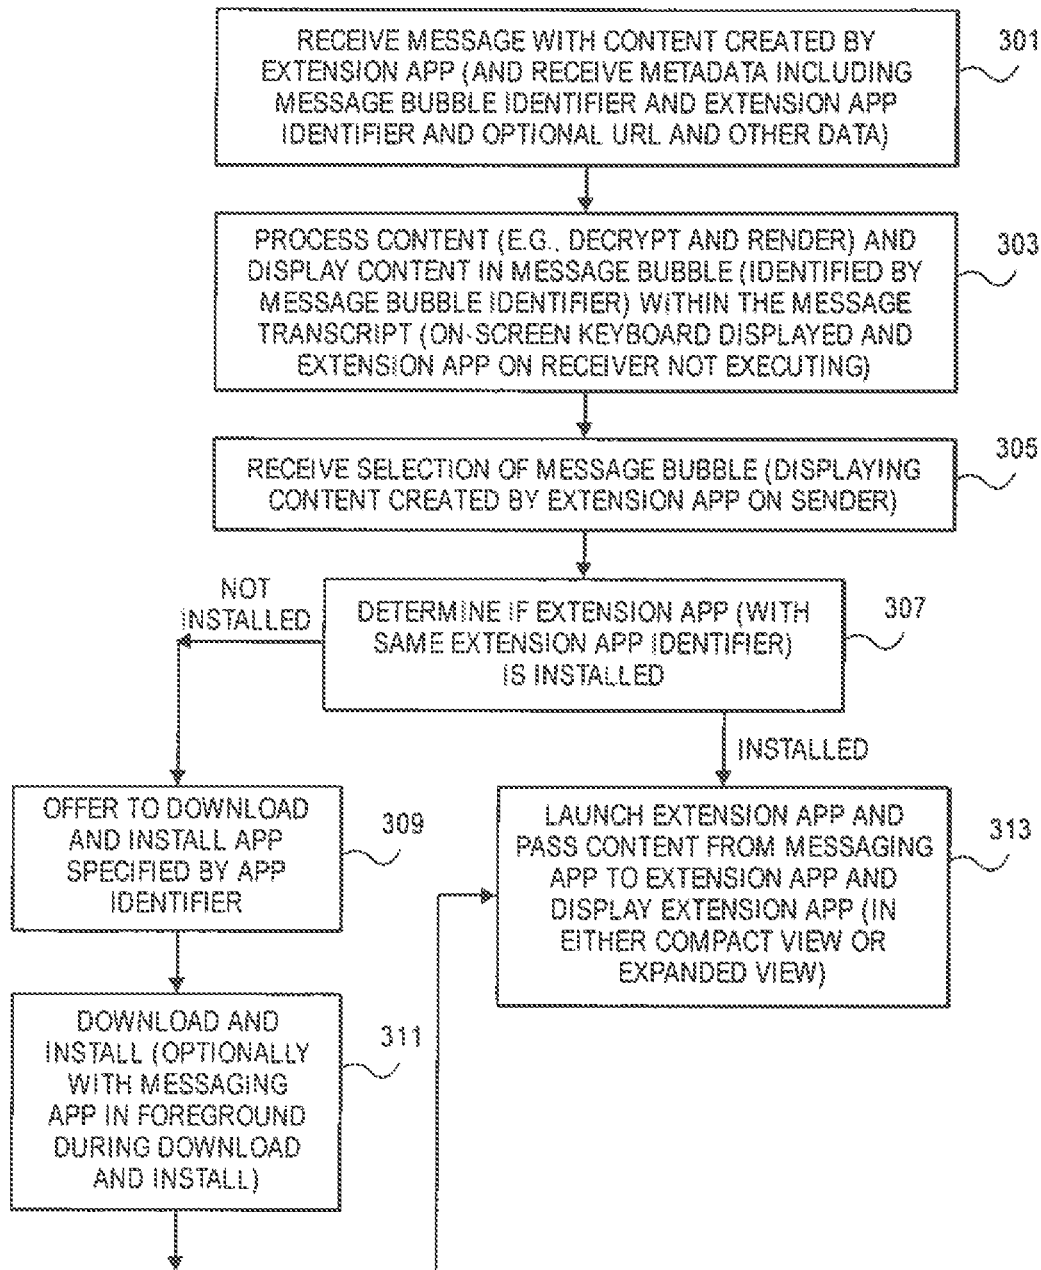 RECEIVE MESSAGE WITH CONTENT CREATED BY
EXTENSION APP (AND RECEIVE METADATA INCLUDING
MESSAGE BUBBLE IDENTIFIER AND EXTENSION APP
IDENTIFIER AND OPTIONAL URL AND OTHER DATA)
301
PROCESS CONTENT (E.G., DECRYPT AND RENDER) AND
DISPLAY CONTENT IN MESSAGE BUBBLE (IDENTIFIED BY
MESSAGE BUBBLE IDENTIFIER) WITHIN THE MESSAGE
TRANSCRIPT (ON-SCREEN KEYBOARD DISPLAYED AND
EXTENSION APP ON RECEIVER NOT EXECUTING)
303
RECEIVE SELECTION OF MESSAGE BUBBLE (DISPLAYING
CONTENT CREATED BY EXTENSION APP ON SENDER)
305
NOT
INSTALLED
DETERMINE IF EXTENSION APP (WITH
SAME EXTENSION APP IDENTIFIER)
IS INSTALLED
307
INSTALLED
OFFER TO DOWNLOAD
AND INSTALL APP
SPECIFIED BY APP
IDENTIFIER
309
LAUNCH EXTENSION APP AND
PASS CONTENT FROM MESSAGING
APP TO EXTENSION APP AND
DISPLAY EXTENSION APP (IN
EITHER COMPACT VIEW OR
EXPANDED VIEW)
313
DOWNLOAD AND
INSTALL (OPTIONALLY
WITH MESSAGING
APP IN FOREGROUND
DURING DOWNLOAD
AND INSTALL)
311